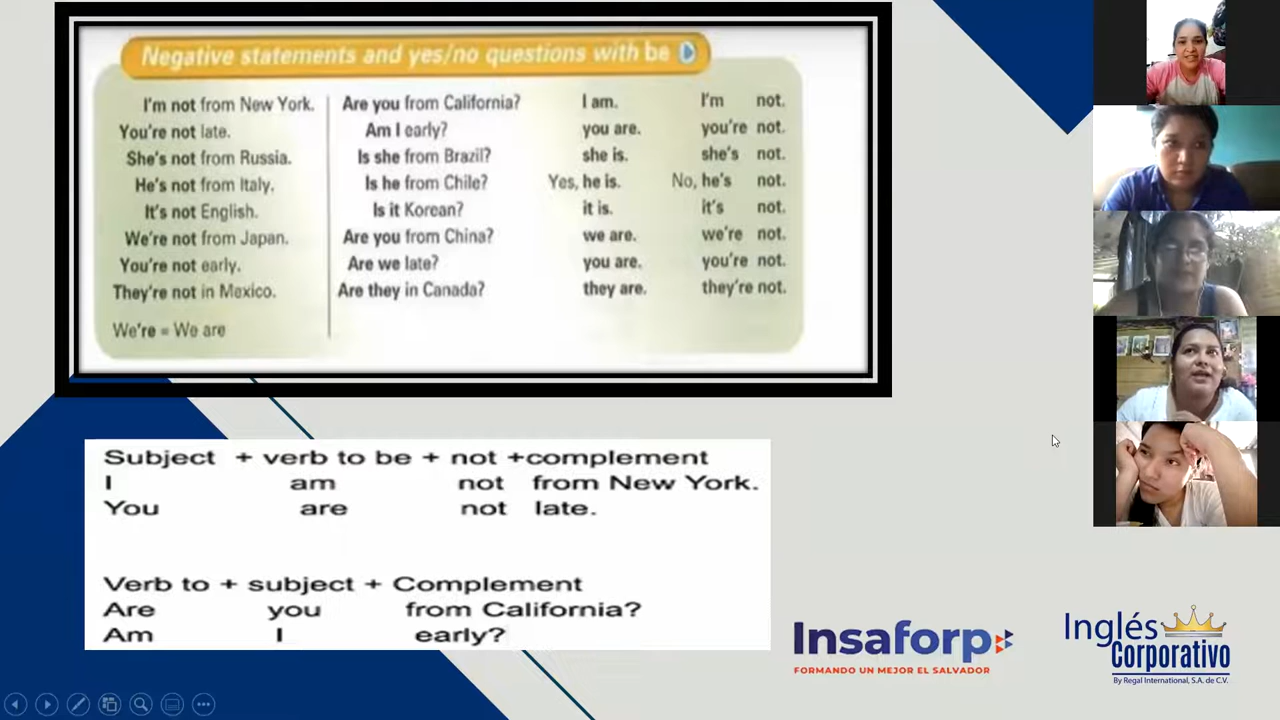 Negative statements and yes/no questions with be
I'm not from New York.
You're not late.
She's not from Russia.
He's not from Italy.
It's not English.
We're not from Japan.
You're not early.
They're not in Mexico.
We're = We are
Are you from California?
Am I early?
Is she from Brazil?
Is he from Chile?
Is it Korean?
Are you from China?
Are we late?
Are they in Canada?
I am.
you are.
she is.
Yes, he is.
it is.
we are.
you are.
they are.
I'm not.
you're not.
she's not.
No, he's not.
it's not.
we're not.
you're not.
they're not.
Subject + verb to be + not +complement
I am not from New York.
You are not late.
Verb to + subject + Complement
Are you from California?
Am I early?
Insaforp
FORMANDO UN MEJOR EL SALVADOR
Inglés
Corporativo
By Regal International, S.A. de C.V.